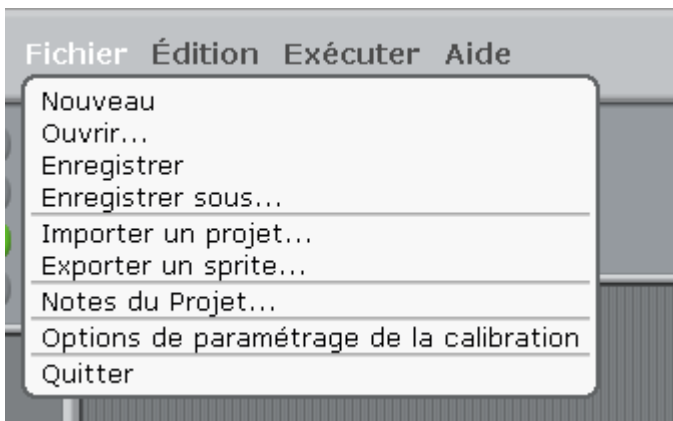 Fichier Édition Exécuter Aide
Nouveau
Ouvrir...
Enregistrer
Enregistrer sous...
Importer un projet...
Exporter un sprite...
Notes du Projet...
Options de paramétrage de la calibration
Quitter